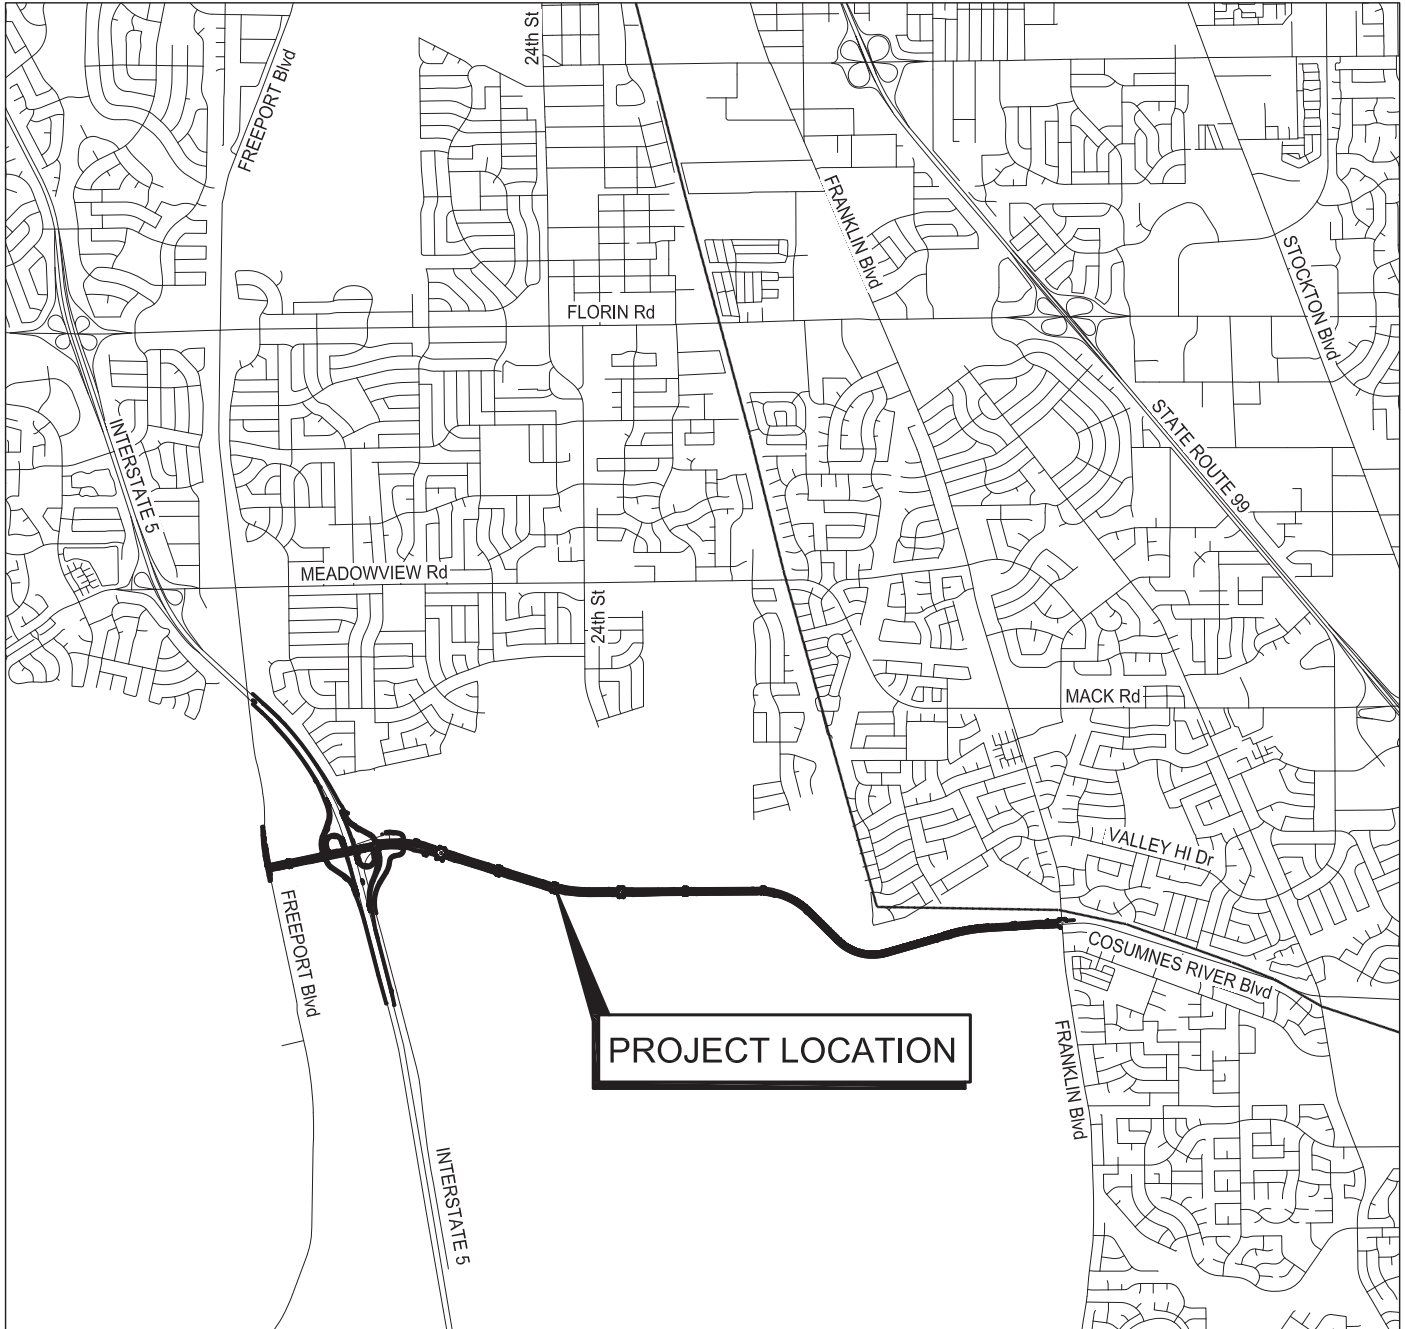 24th St
FREEPORT Blvd
FRANKLIN Blvd
STOCKTON Blvd
FLORIN Rd
STATE ROUTE 99
INTERSTATE 5
MEADOWVIEW Rd
24th St
MACK Rd
VALLEY HI Dr
FREEPORT Blvd
COSUMNES RIVER Blvd
PROJECT LOCATION
FRANKLIN Blvd
INTERSTATE 5